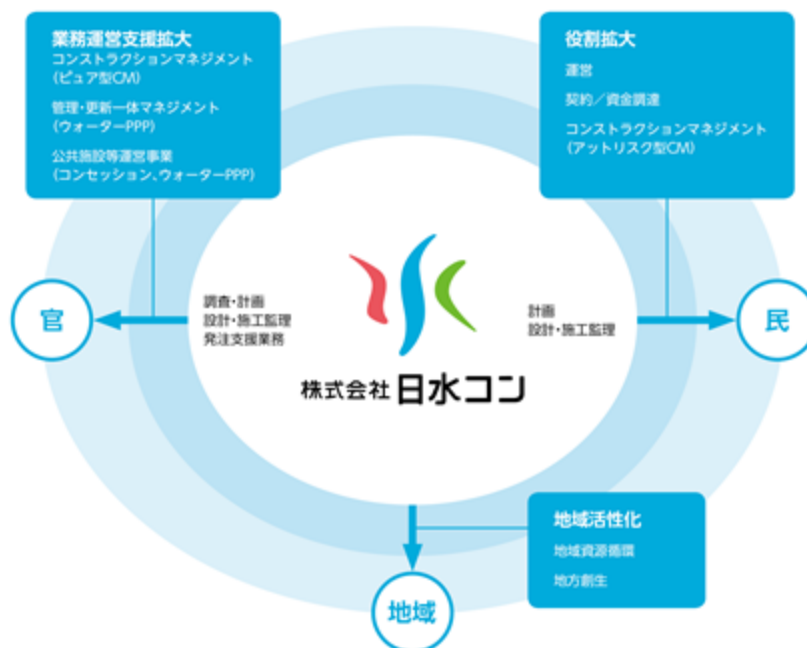 業務運営支援拡大
コンストラクションマネジメント
(ピュア型CM)
管理・更新一体マネジメント
(ウォーターPPP)
公共施設等運営事業
(コンセッション、ウォーターPPP)
役割拡大
運営
契約／資金調達
コンストラクションマネジメント
(アットリスク型CM)
官
調査・計画
設計・施工監理
発注支援業務
計画
設計・施工監理
民
株式会社日水コン
地域活性化
地域資源循環
地方創生
地域